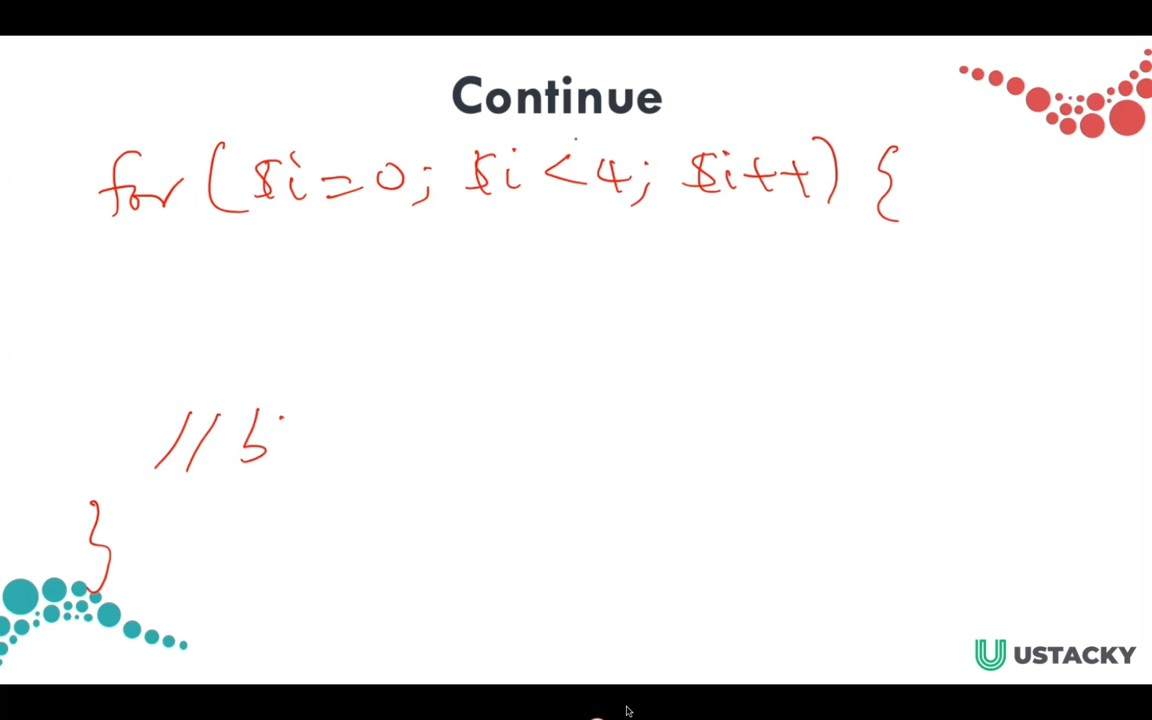 Continue
for ($i=0; $i<4; $i++) {
// b
}
USTACKY